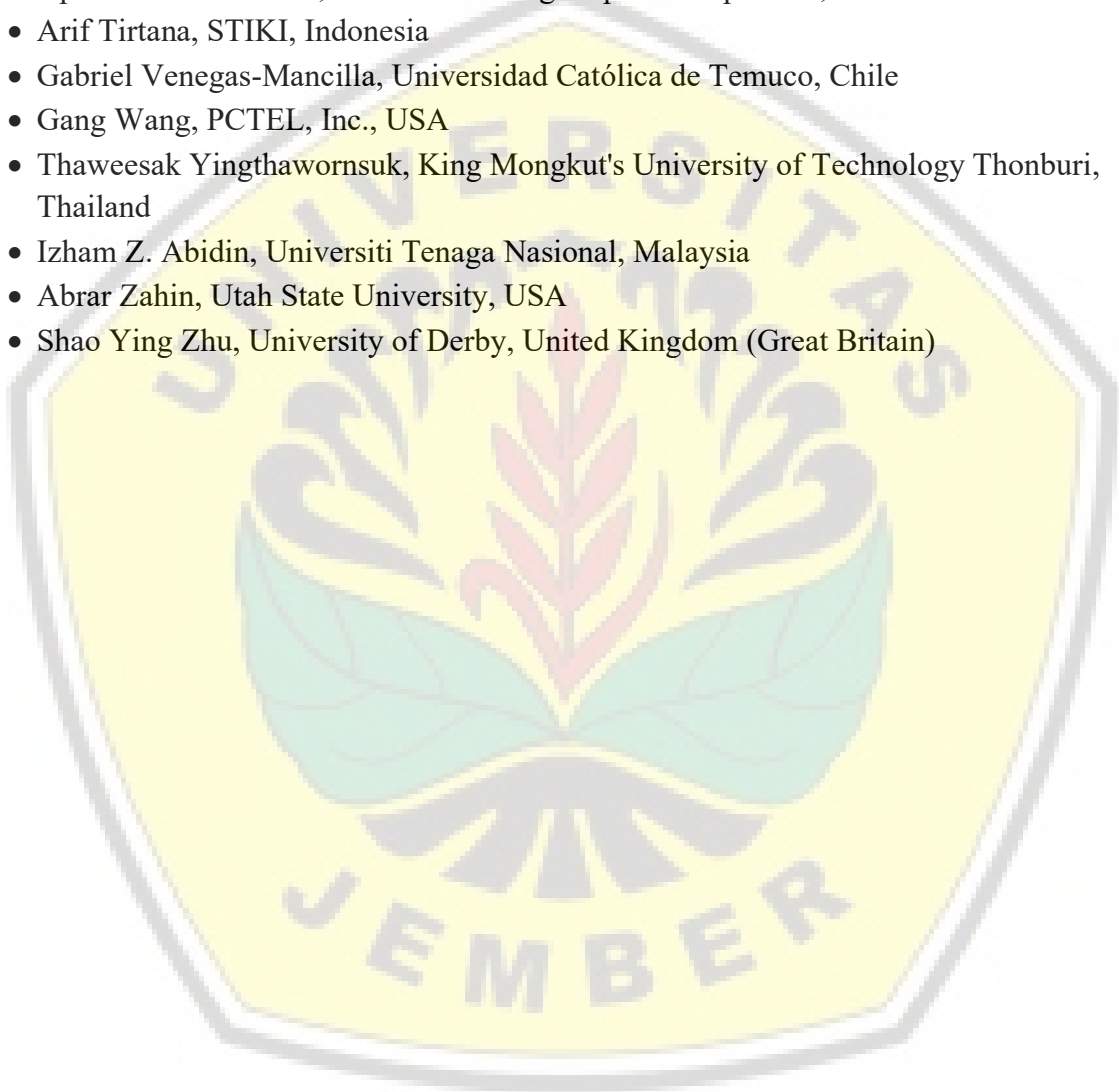 • Arif Tirtana, STIKI, Indonesia
• Gabriel Venegas-Mancilla, Universidad Católica de Temuco, Chile
• Gang Wang, PCTEL, Inc., USA
• Thaweesak Yingthawornsuk, King Mongkut's University of Technology Thonburi,
Thailand
• Izham Z. Abidin, Universiti Tenaga Nasional, Malaysia
• Abrar Zahin, Utah State University, USA
• Shao Ying Zhu, University of Derby, United Kingdom (Great Britain)
UNIVERSITAS
JEMBER